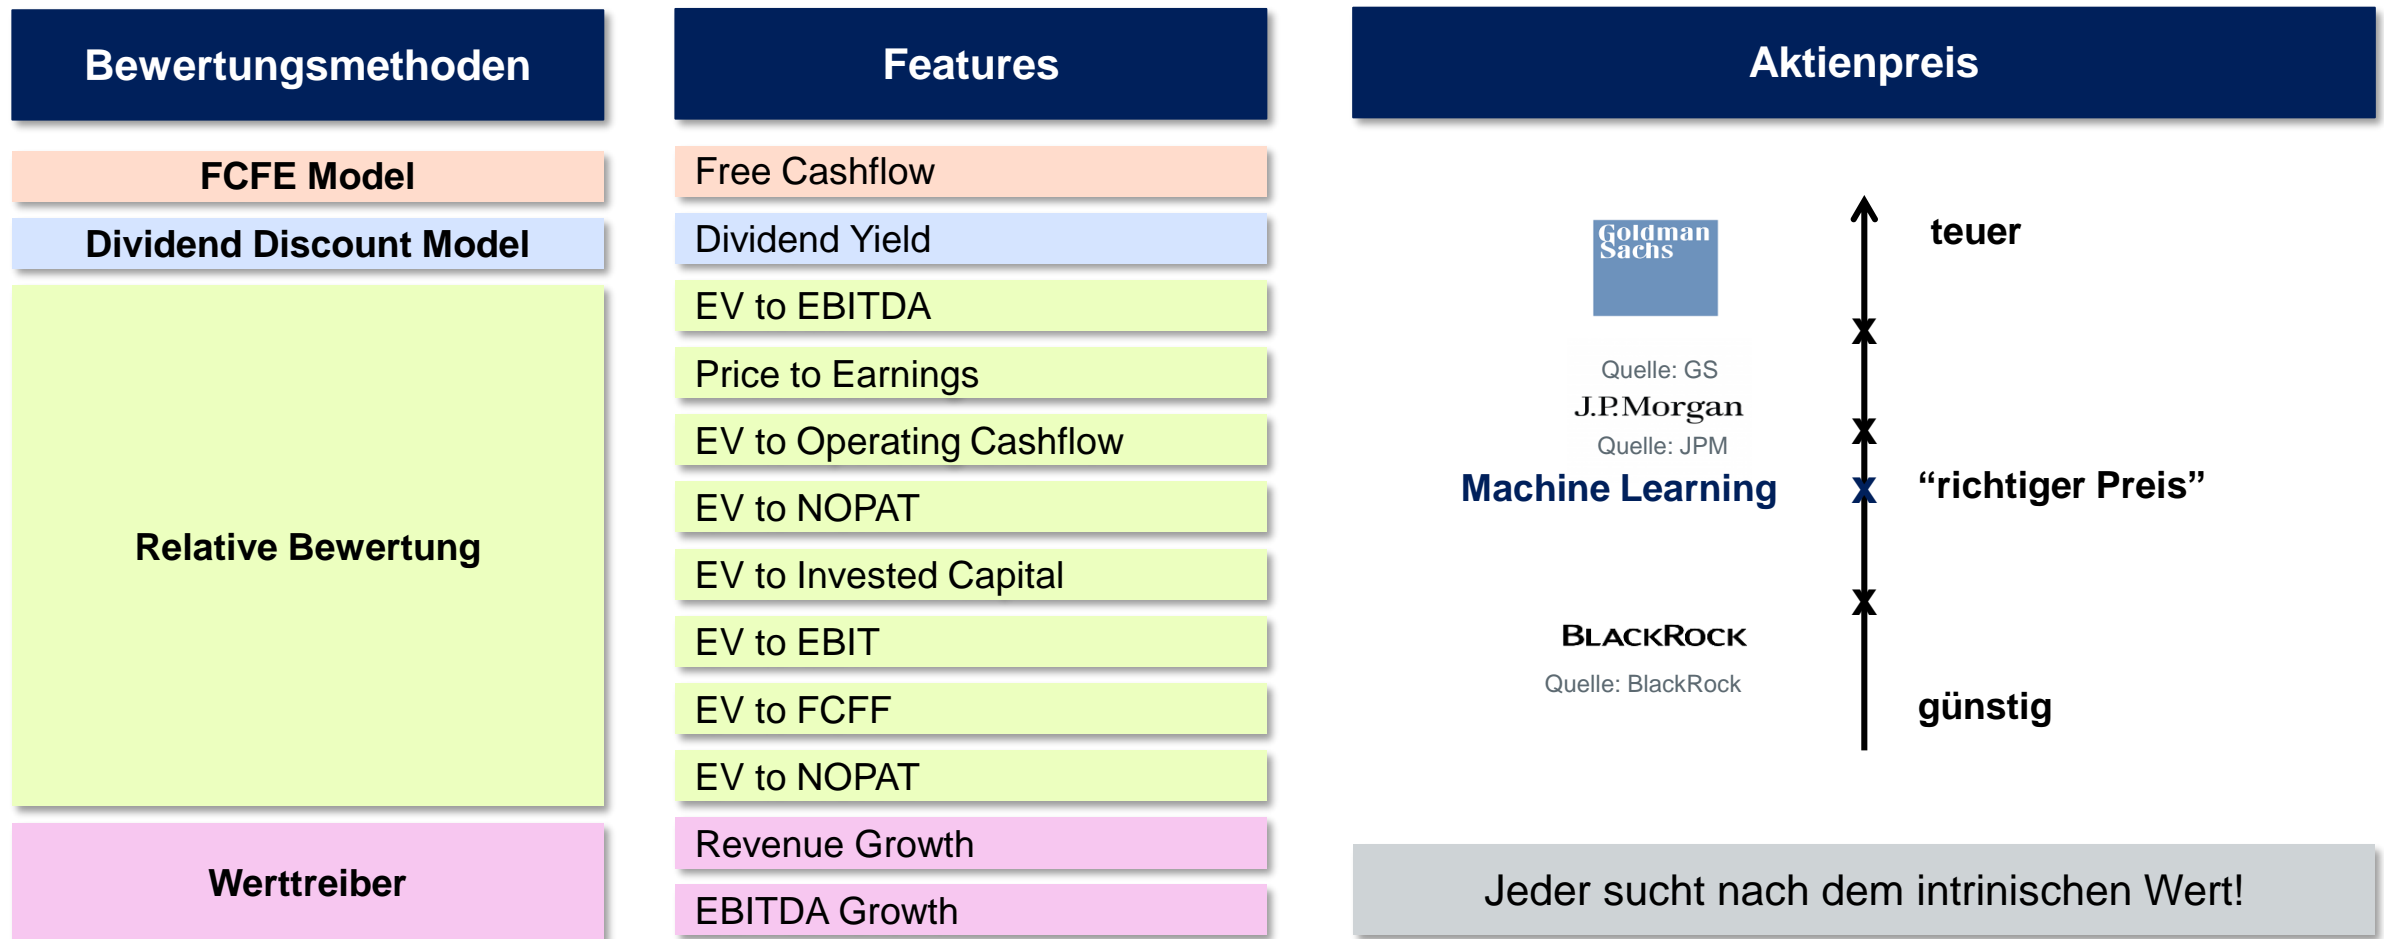 Bewertungsmethoden
FCFE Model
Dividend Discount Model
Relative Bewertung
Werttreiber
Features
Free Cashflow
Dividend Yield
EV to EBITDA
Price to Earnings
EV to Operating Cashflow
EV to NOPAT
EV to Invested Capital
EV to EBIT
EV to FCFF
EV to NOPAT
Revenue Growth
EBITDA Growth
Aktienpreis
Goldman
Sachs
Quelle: GS
J.P.Morgan
Quelle: JPM
Machine Learning
BLACKROCK
Quelle: BlackRock
teuer
x
x
x
“richtiger Preis”
x
günstig
Jeder sucht nach dem intrinischen Wert!